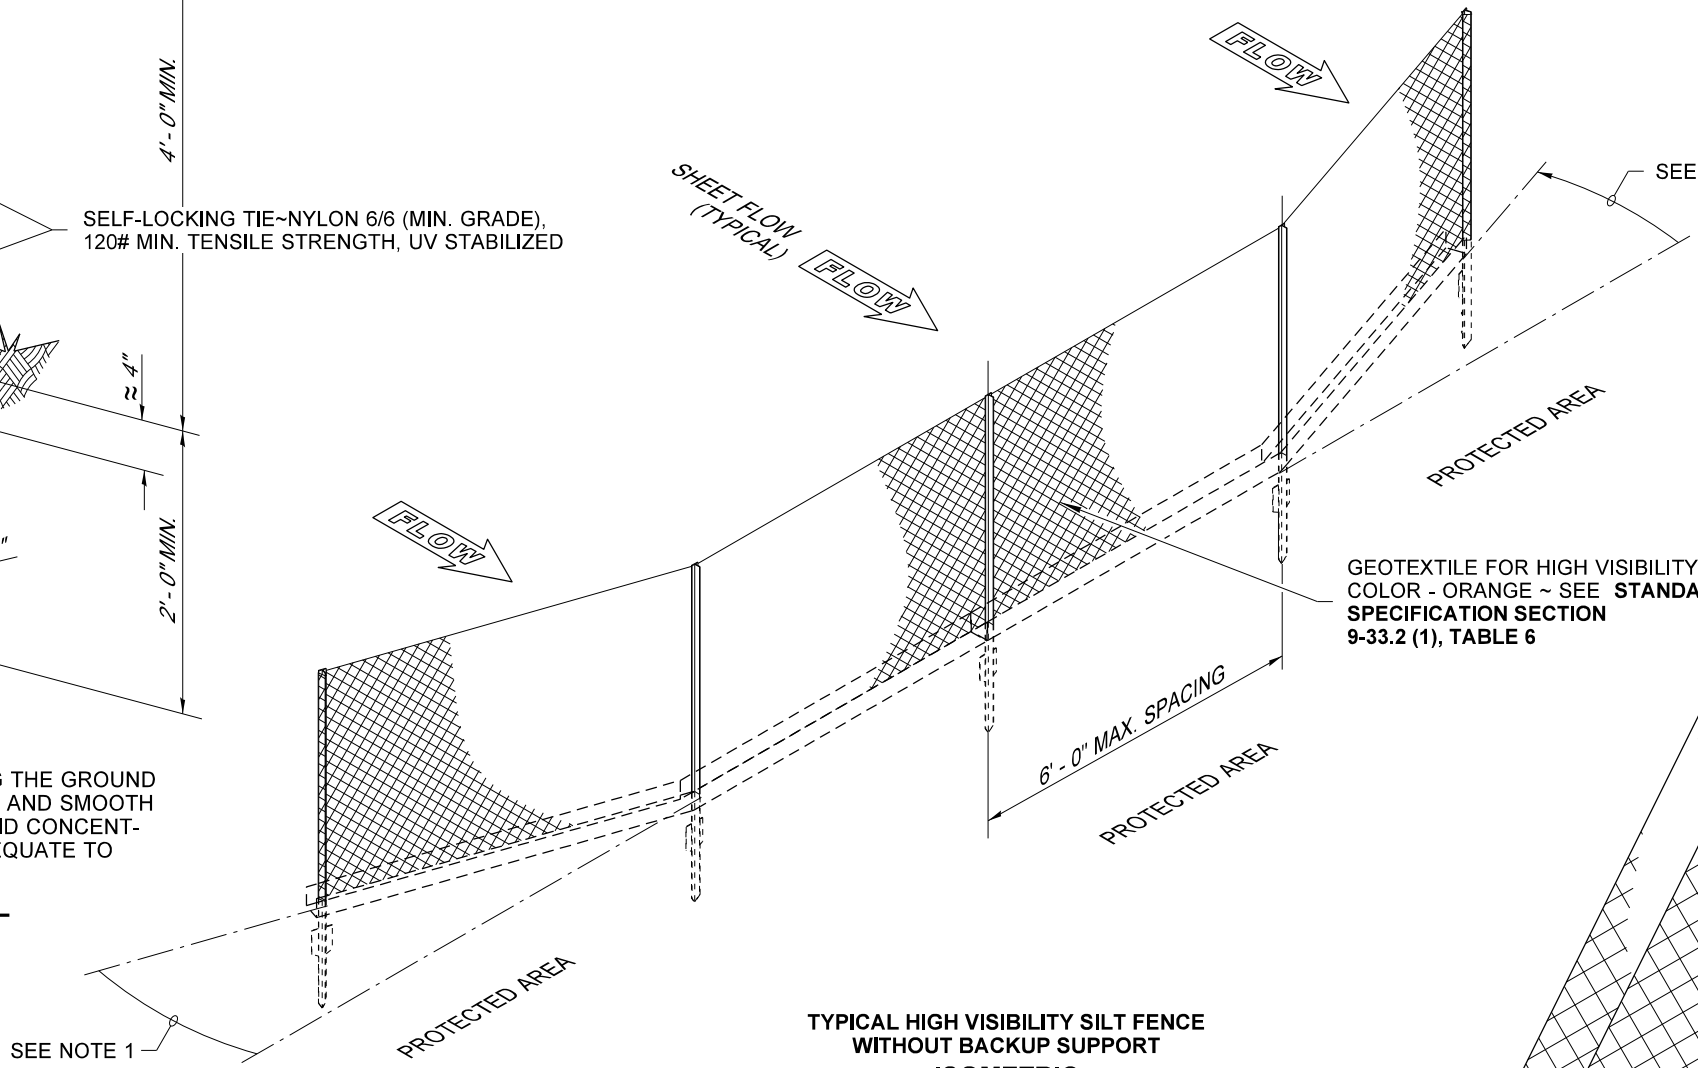 4'-0" MIN.
SELF-LOCKING TIE~NYLON 6/6 (MIN. GRADE),
120# MIN. TENSILE STRENGTH, UV STABILIZED
≈ 4"
2'-0" MIN.
"
THE GROUND
AND SMOOTH
CONCENT-
TO
SEE NOTE 1
FLOW
SHEET FLOW
(TYPICAL)
FLOW
FLOW
SEE
PROTECTED AREA
GEOTEXTILE FOR HIGH VISIBILITY
COLOR - ORANGE ~ SEE
SPECIFICATION SECTION
9-33.2 (1), TABLE 6
6'-0" MAX. SPACING
PROTECTED AREA
PROTECTED AREA
TYPICAL HIGH VISIBILITY SILT FENCE
WITHOUT BACKUP SUPPORT